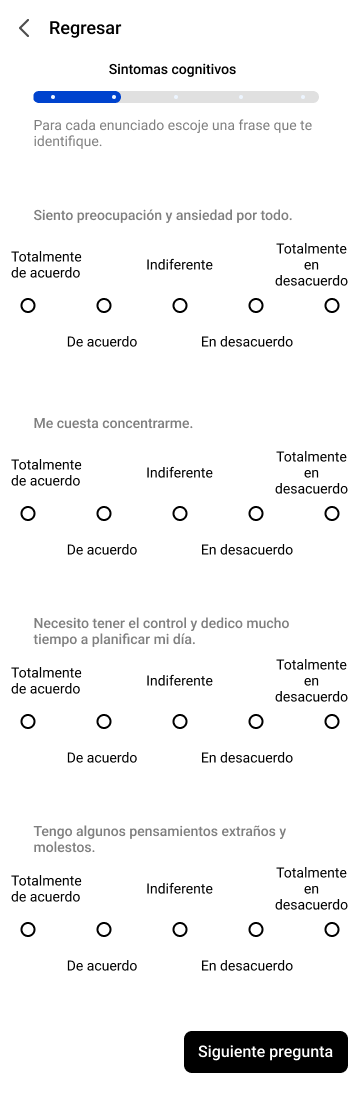 Regresar
Sintomas cognitivos
Para cada enunciado escoje una frase que te
identifique.
Siento preocupación y ansiedad por todo.
Totalmente
de acuerdo
Indiferente
Totalmente
en
desacuerdo
De acuerdo
En desacuerdo
Me cuesta concentrarme.
Totalmente
de acuerdo
Indiferente
Totalmente
en
desacuerdo
De acuerdo
En desacuerdo
Necesito tener el control y dedico mucho
tiempo a planificar mi día.
Totalmente
de acuerdo
Indiferente
Totalmente
en
desacuerdo
De acuerdo
En desacuerdo
Tengo algunos pensamientos extraños y
molestos.
Totalmente
de acuerdo
Indiferente
Totalmente
en
desacuerdo
De acuerdo
En desacuerdo
Siguiente pregunta